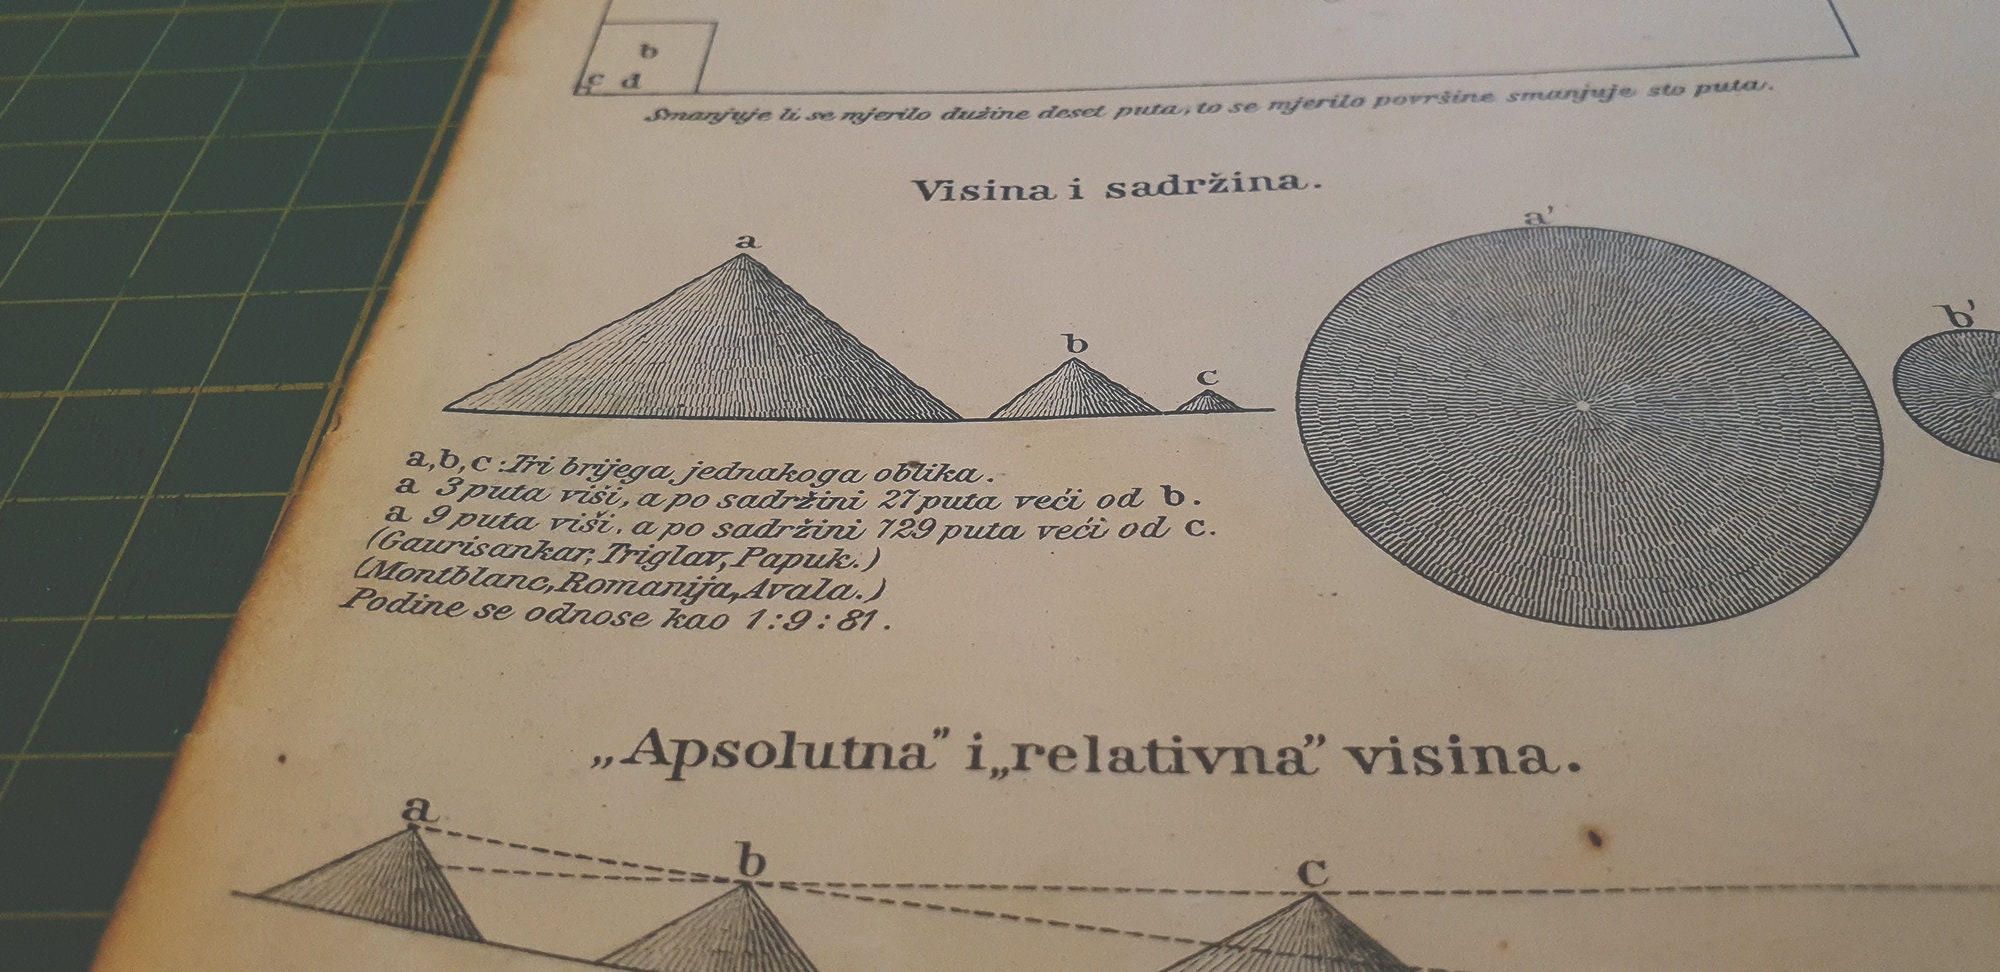 b
c d
Smanjuje li se mjerilo dužine deset puta, to se mjerilo površine smanjuje sto puta.
Visina i sadržina.
a
b
c
a'
b'
a, b, c : Tri brijega jednakoga oblika.
a 3 puta viši, a po sadržini 27 puta veći od b.
a 9 puta viši, a po sadržini 729 puta veći od c.
(Gaurisankar, Triglav, Papuk.)
(Montblanc, Romanija, Avala.)
Podine se odnose kao 1 : 9 : 81.
„Apsolutna” i „relativna” visina.
a
b
c